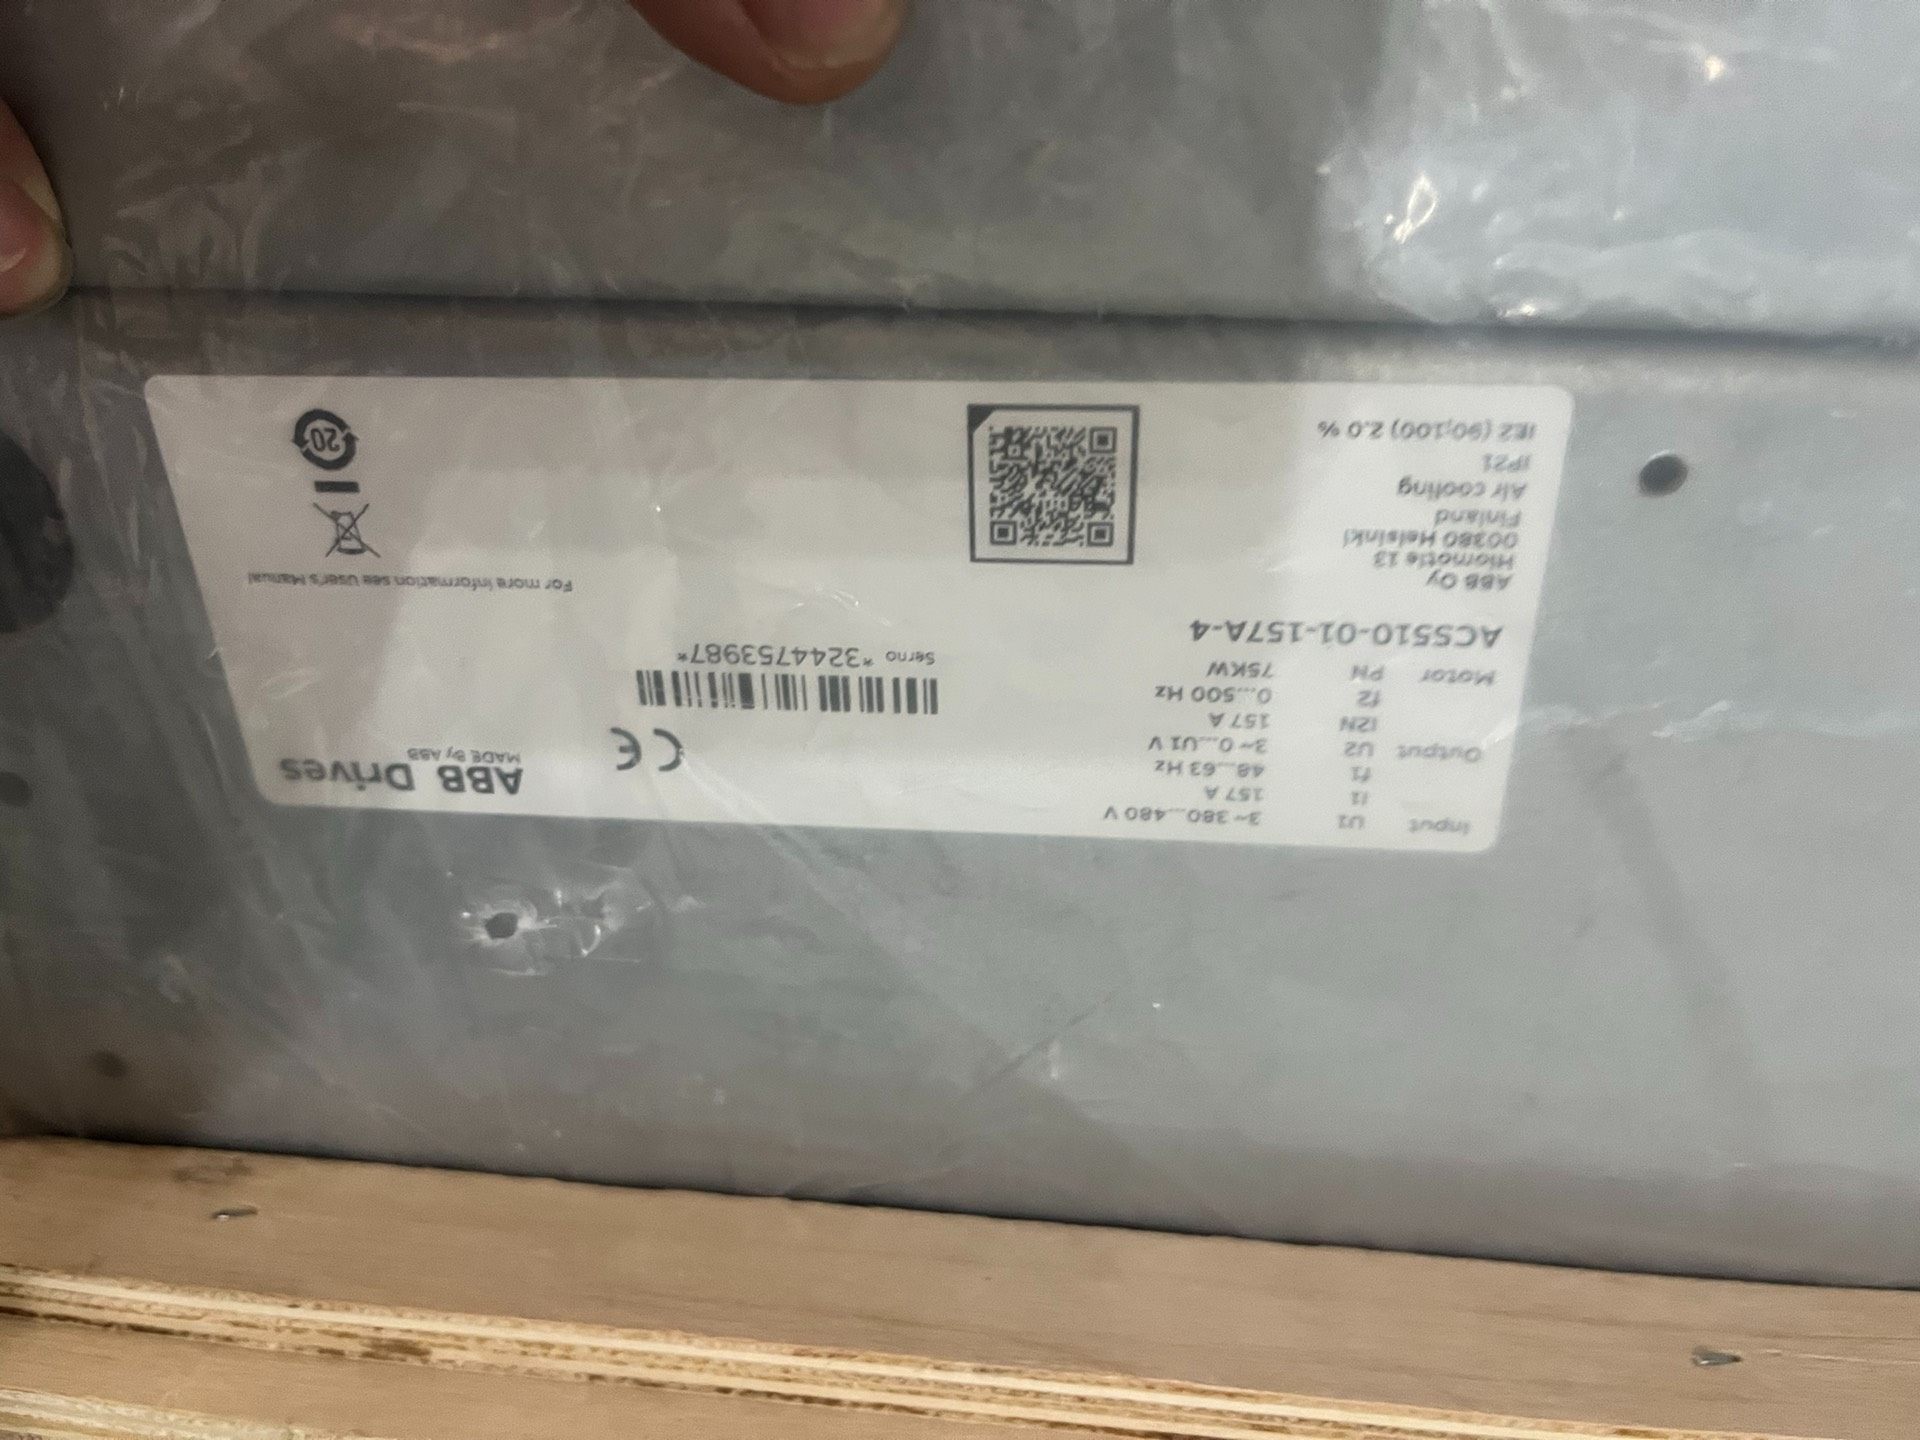 Input U1 3~ 380...480 V
I1 157 A
f1 48...63 Hz
Output U2 3~ 0...U1 V
I2N 157 A
f2 0...500 Hz
Motor PN 75KW
ACS510-01-157A-4
ABB Oy
Hiomotie 13
00380 Helsinki
Finland
Air cooling
IP21
IE2 (90;100) 2.0 %
CE
Serno *3244753987*
ABB Drives
MADE By ABB
For more information see User's Manual
20